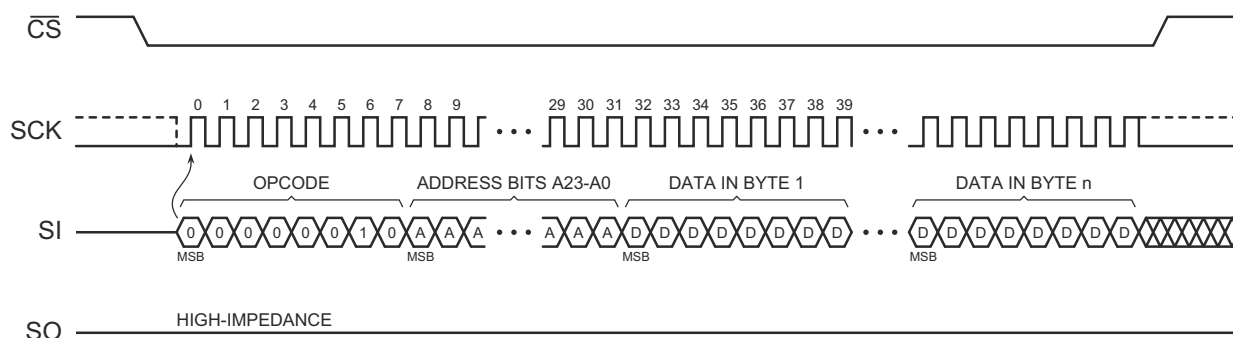 CS
0 1 2 3 4 5 6 7 8 9 29 30 31 32 33 34 35 36 37 38 39
SCK
OPCODE ADDRESS BITS A23-A0 DATA IN BYTE 1 DATA IN BYTE n
SI 0 0 0 0 0 0 1 0 A A A A A A D D D D D D D D D D D D D D D D
MSB MSB MSB MSB
HIGH-IMPEDANCE
SO